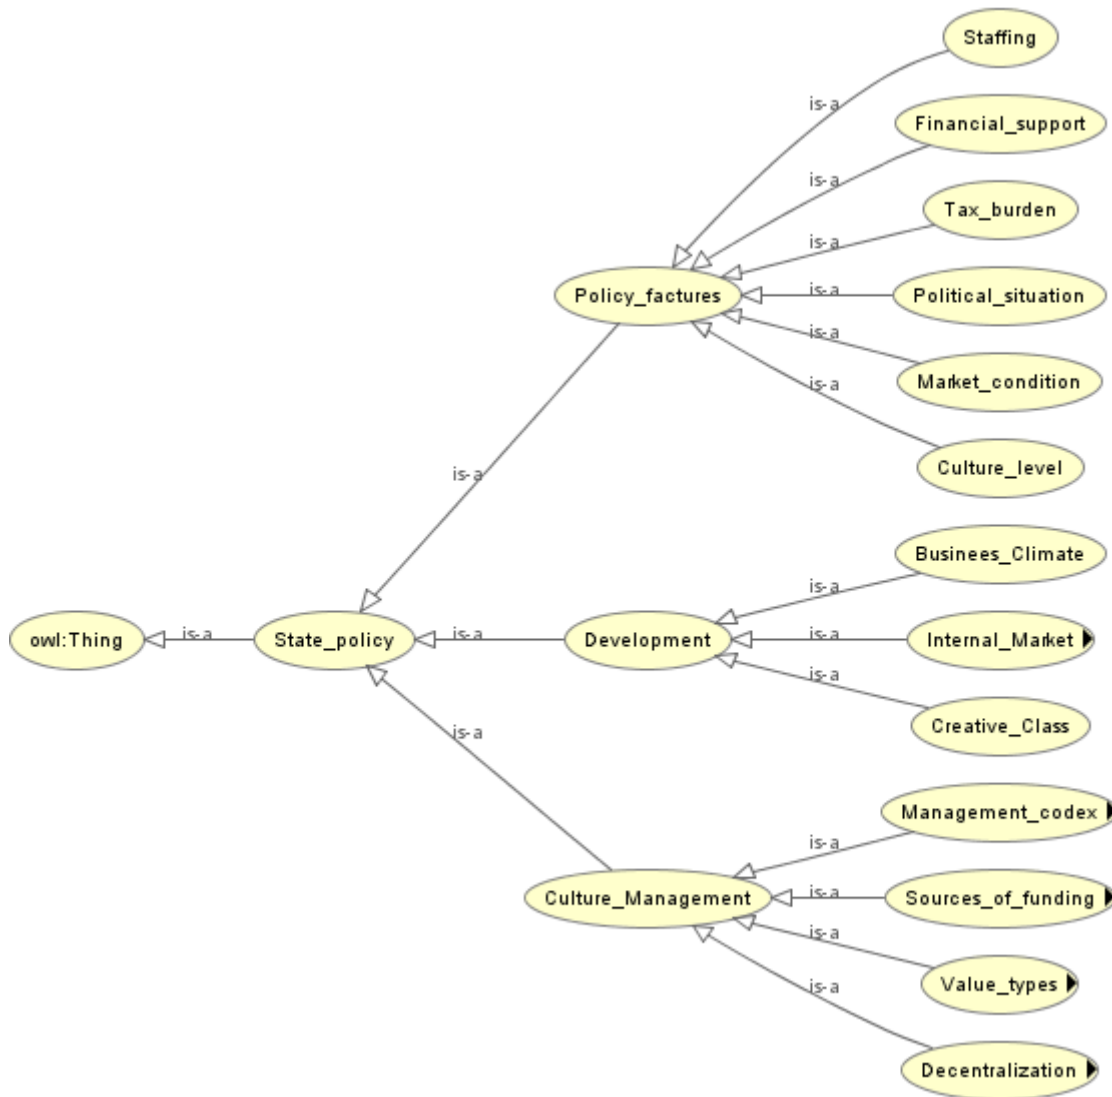 Staffing
is-a
Financial_support
is-a
Tax_burden
is-a
Policy_factures
is-a
Political_situation
is-a
Market_condition
is-a
Culture_level
is-a
Businees_Climate
is-a
owl:Thing
is-a
State_policy
is-a
Development
is-a
Internal_Market
is-a
Creative_Class
is-a
Management_codex
is-a
Culture_Management
is-a
Sources_of_funding
is-a
Value_types
is-a
Decentralization